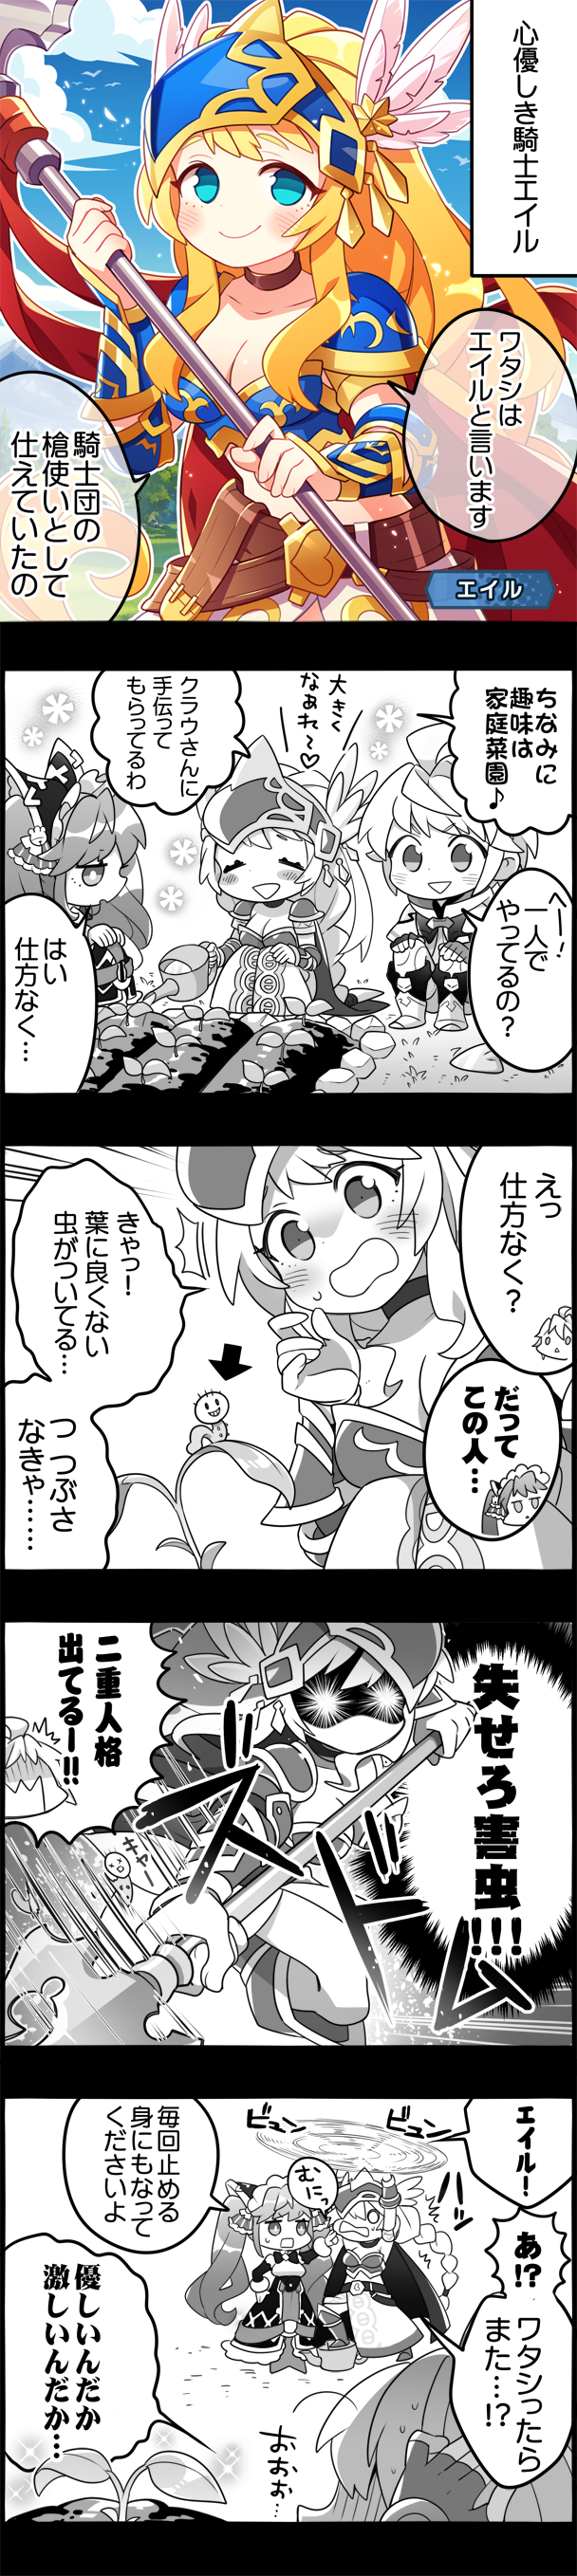 心優しき騎士エイル
ワタシは
エイルと言います
騎士団の
槍使いとして
仕えていたの
エイル
ちなみに
趣味は
家庭菜園♪
大きく
なあれ〜♡
クラウさんに
手伝って
もらってるわ
へー!
一人で
やってるの?
はい
仕方なく…
えっ
仕方なく?
きゃっ!
葉に良くない
虫がついてる…
だって
この人…
つ つぶさ
なきゃ……
失せろ害虫!!!
二重人格
出てるー!!
ズドドム
キャー
エイル!
ビュン
ビュン
あ!?
ワタシったら
また…!?
むにっ
毎回止める
身にもなって
くださいよ
優しいんだか
激しいんだか…
おぉぉ…